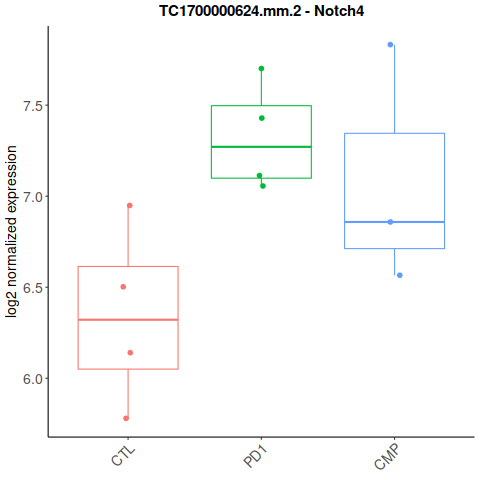 TC1700000624.mm.2 - Notch4
log2 normalized expression
7.5
7.0
6.5
6.0
CTL
PD1
CMP